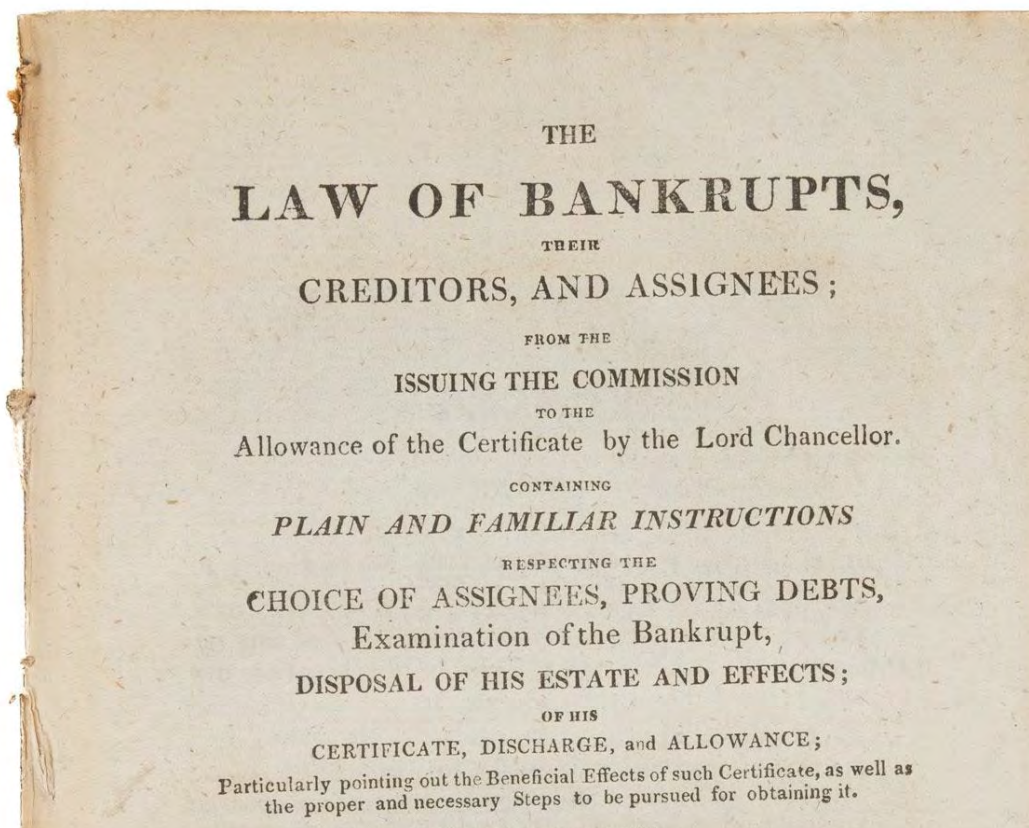 THE
LAW OF BANKRUPTS,
THEIR
CREDITORS, AND ASSIGNEES;
FROM THE
ISSUING THE COMMISSION
TO THE
Allowance of the Certificate by the Lord Chancellor.
CONTAINING
PLAIN AND FAMILIAR INSTRUCTIONS
RESPECTING THE
CHOICE OF ASSIGNEES, PROVING DEBTS,
Examination of the Bankrupt,
DISPOSAL OF HIS ESTATE AND EFFECTS;
OF HIS
CERTIFICATE, DISCHARGE, and ALLOWANCE;
Particularly pointing out the Beneficial Effects of such Certificate, as well as
the proper and necessary Steps to be pursued for obtaining it.